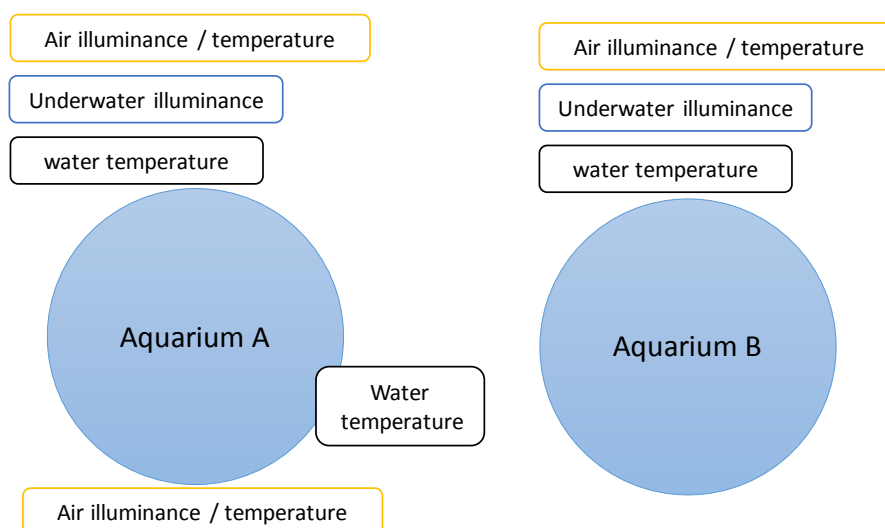 Air illuminance / temperature
Underwater illuminance
water temperature
Aquarium A
Water
temperature
Air illuminance / temperature
Air illuminance / temperature
Underwater illuminance
water temperature
Aquarium B